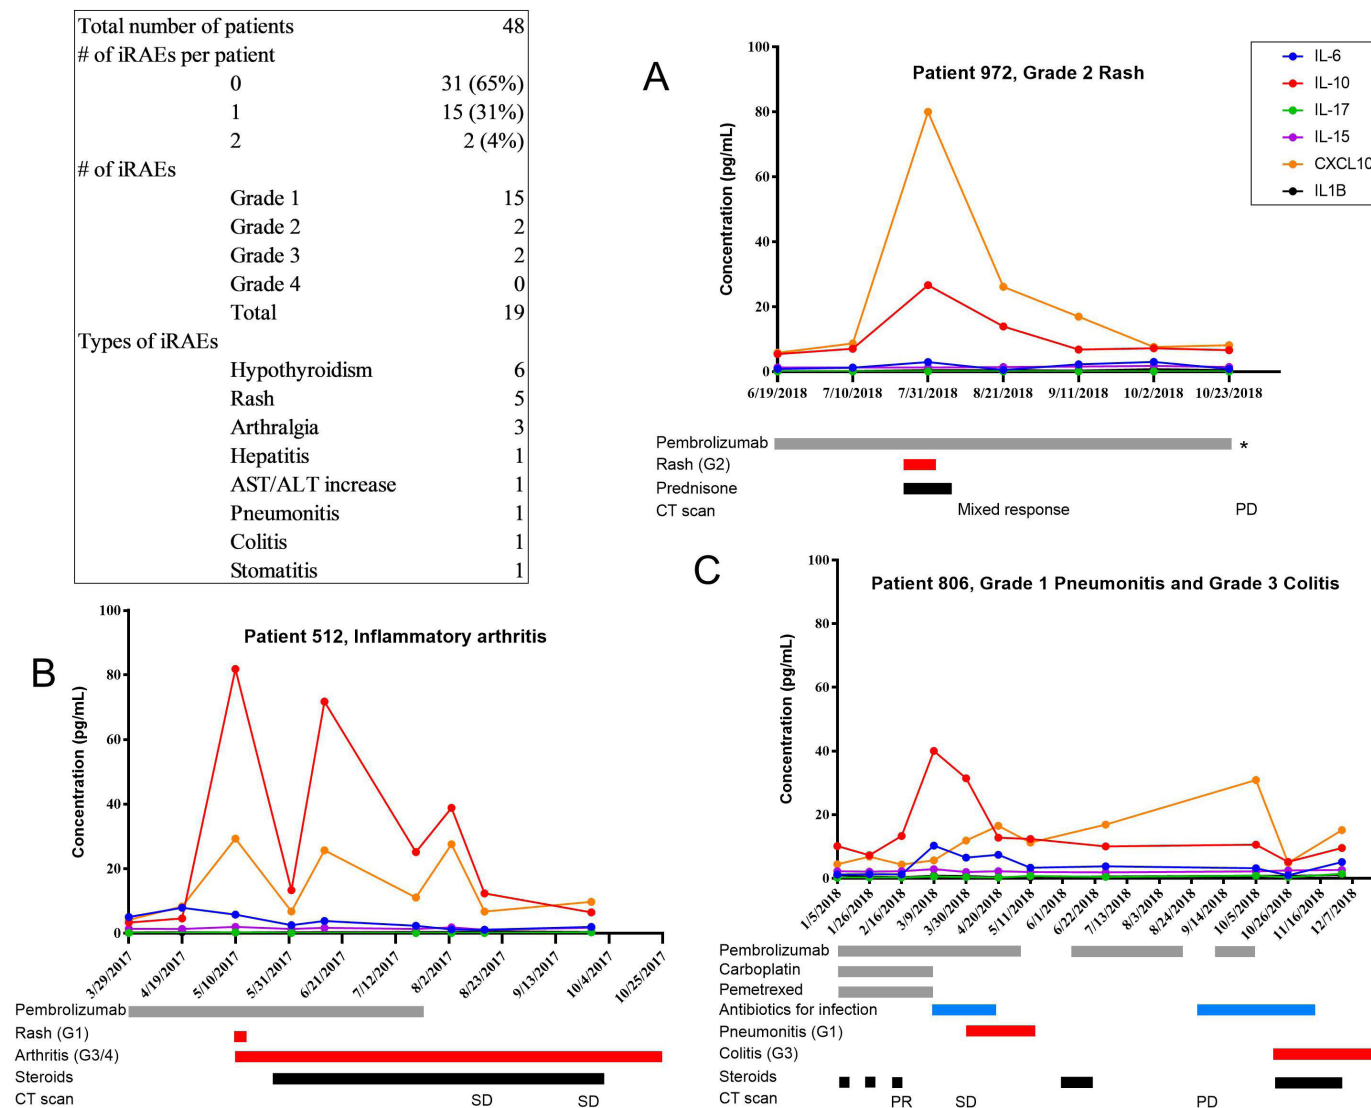 Total number of patients 48
# of iRAEs per patient
0 31 (65%)
1 15 (31%)
2 2 (4%)
# of iRAEs
Grade 1 15
Grade 2 2
Grade 3 2
Grade 4 0
Total 19
Types of iRAEs
Hypothyroidism 6
Rash 5
Arthralgia 3
Hepatitis 1
AST/ALT increase 1
Pneumonitis 1
Colitis 1
Stomatitis 1
A
Patient 972, Grade 2 Rash
Concentration (pg/mL)
100
80
60
40
20
0
6/19/2018 7/10/2018 7/31/2018 8/21/2018 9/11/2018 10/2/2018 10/23/2018
IL-6
IL-10
IL-17
IL-15
CXCL10
IL1B
Pembrolizumab *
Rash (G2)
Prednisone
CT scan Mixed response PD
B
Patient 512, Inflammatory arthritis
Concentration (pg/mL)
100
80
60
40
20
0
3/29/2017 4/19/2017 5/10/2017 5/31/2017 6/21/2017 7/12/2017 8/2/2017 8/23/2017 9/13/2017 10/4/2017 10/25/2017
Pembrolizumab
Rash (G1)
Arthritis (G3/4)
Steroids
CT scan SD SD
C
Patient 806, Grade 1 Pneumonitis and Grade 3 Colitis
Concentration (pg/mL)
100
80
60
40
20
0
1/5/2018 1/26/2018 2/16/2018 3/9/2018 3/30/2018 4/20/2018 5/11/2018 6/1/2018 6/22/2018 7/13/2018 8/3/2018 8/24/2018 9/14/2018 10/5/2018 10/26/2018 11/16/2018 12/7/2018
Pembrolizumab
Carboplatin
Pemetrexed
Antibiotics for infection
Pneumonitis (G1)
Colitis (G3)
Steroids
CT scan PR SD PD